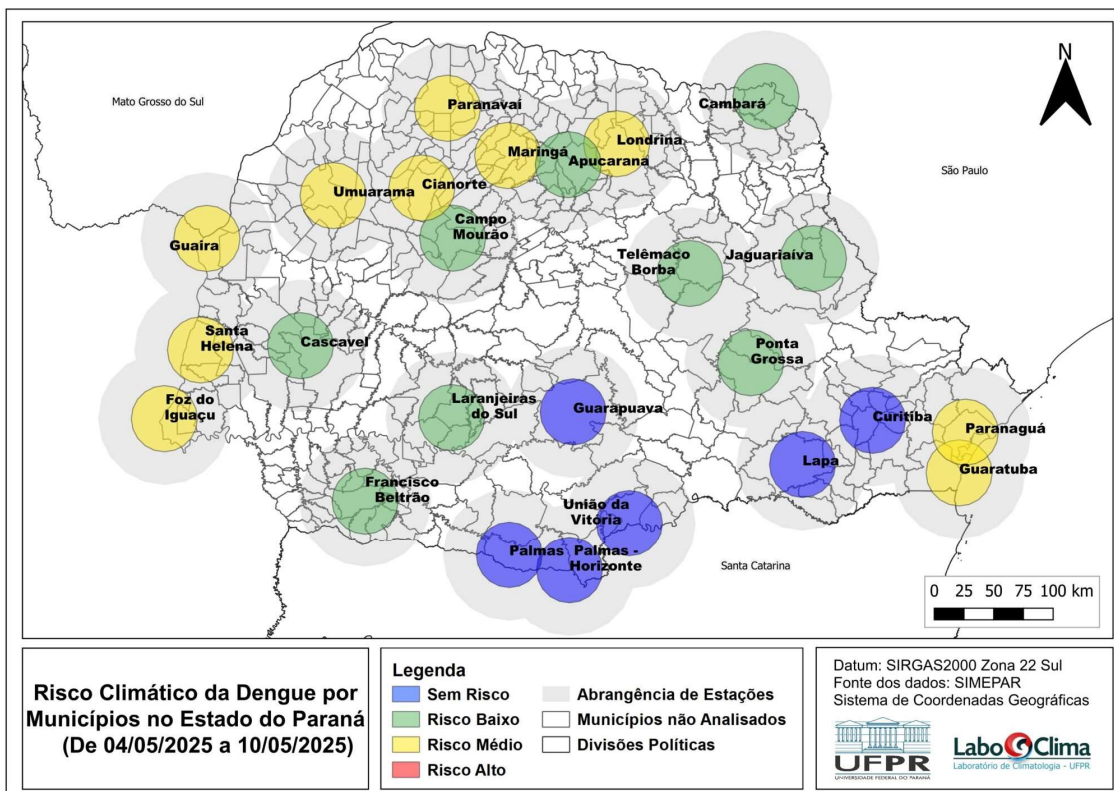 N
Mato Grosso do Sul
São Paulo
Santa Catarina
Paranavaí
Cambará
Maringá
Londrina
Apucarana
Umuarama
Cianorte
Campo
Mourão
Guaíra
Telêmaco
Borba
Jaguariaíva
Santa
Helena
Cascavel
Ponta
Grossa
Foz do
Iguaçu
Laranjeiras
do Sul
Guarapuava
Curitiba
Paranaguá
Lapa
Guaratuba
Francisco
Beltrão
União da
Vitória
Palmas
Palmas -
Horizonte
0 25 50 75 100 km
Risco Climático da Dengue por
Municípios no Estado do Paraná
(De 04/05/2025 a 10/05/2025)
Legenda
Sem Risco
Risco Baixo
Risco Médio
Risco Alto
Abrangência de Estações
Municípios não Analisados
Divisões Políticas
Datum: SIRGAS2000 Zona 22 Sul
Fonte dos dados: SIMEPAR
Sistema de Coordenadas Geográficas
UFPR
UNIVERSIDADE FEDERAL DO PARANÁ
LaboClima
Laboratório de Climatologia - UFPR